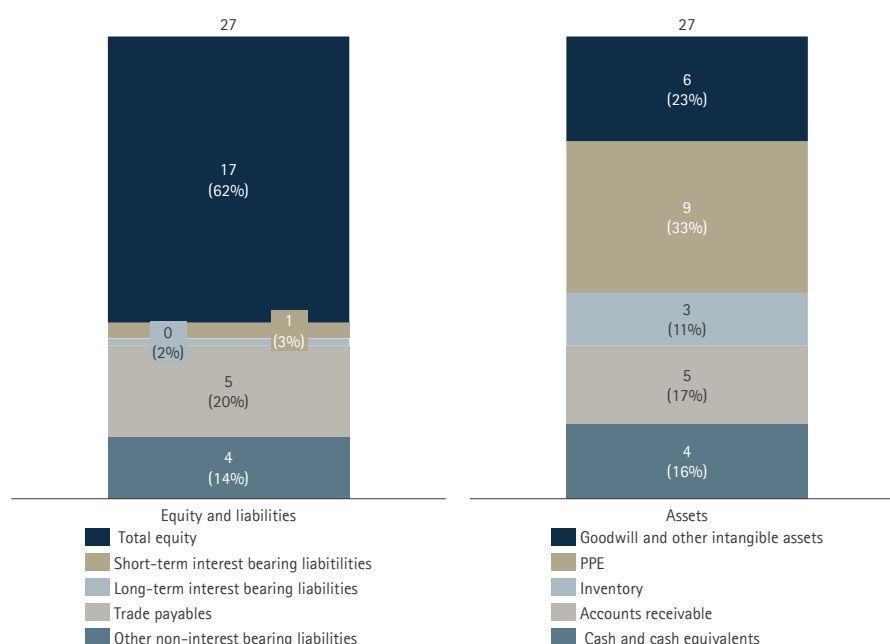 27
17
(62%)
0
(2%)
1
(3%)
5
(20%)
4
(14%)
Equity and liabilities
Total equity
Short-term interest bearing liabitilities
Long-term interest bearing liabilities
Trade payables
Other non-interest bearing liabilities
27
6
(23%)
9
(33%)
3
(11%)
5
(17%)
4
(16%)
Assets
Goodwill and other intangible assets
PPE
Inventory
Accounts receivable
Cash and cash equivalents